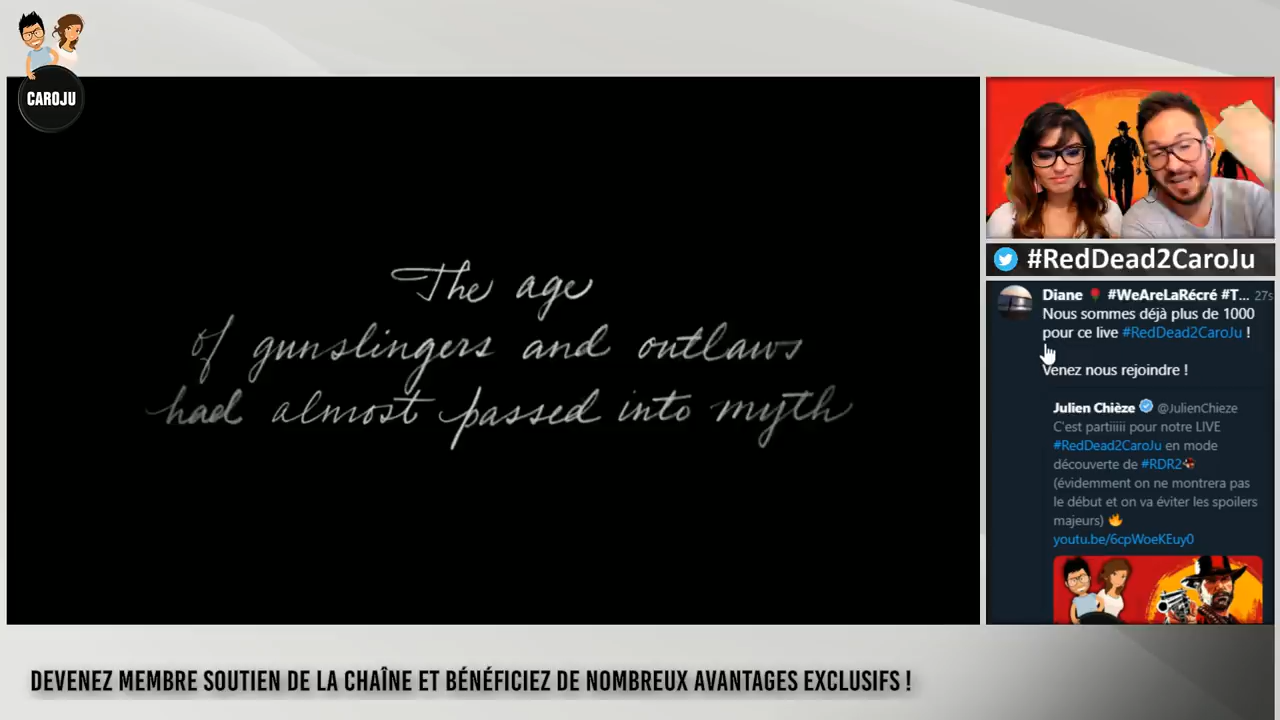 CAROJU
The age
of gunslingers and outlaws
had almost passed into myth
#RedDead2CaroJu
Diane 🌹 #WeAreLaRécré #T... 27s
Nous sommes déjà plus de 1000
pour ce live #RedDead2CaroJu !
Venez nous rejoindre !
Julien Chièze @JulienChieze
C'est partiiiii pour notre LIVE
#RedDead2CaroJu en mode
découverte de #RDR2
(évidemment on ne montrera pas
le début et on va éviter les spoilers
majeurs) 🔥
youtu.be/6cpWoeKEuy0
DEVENEZ MEMBRE SOUTIEN DE LA CHAÎNE ET BÉNÉFICIEZ DE NOMBREUX AVANTAGES EXCLUSIFS !